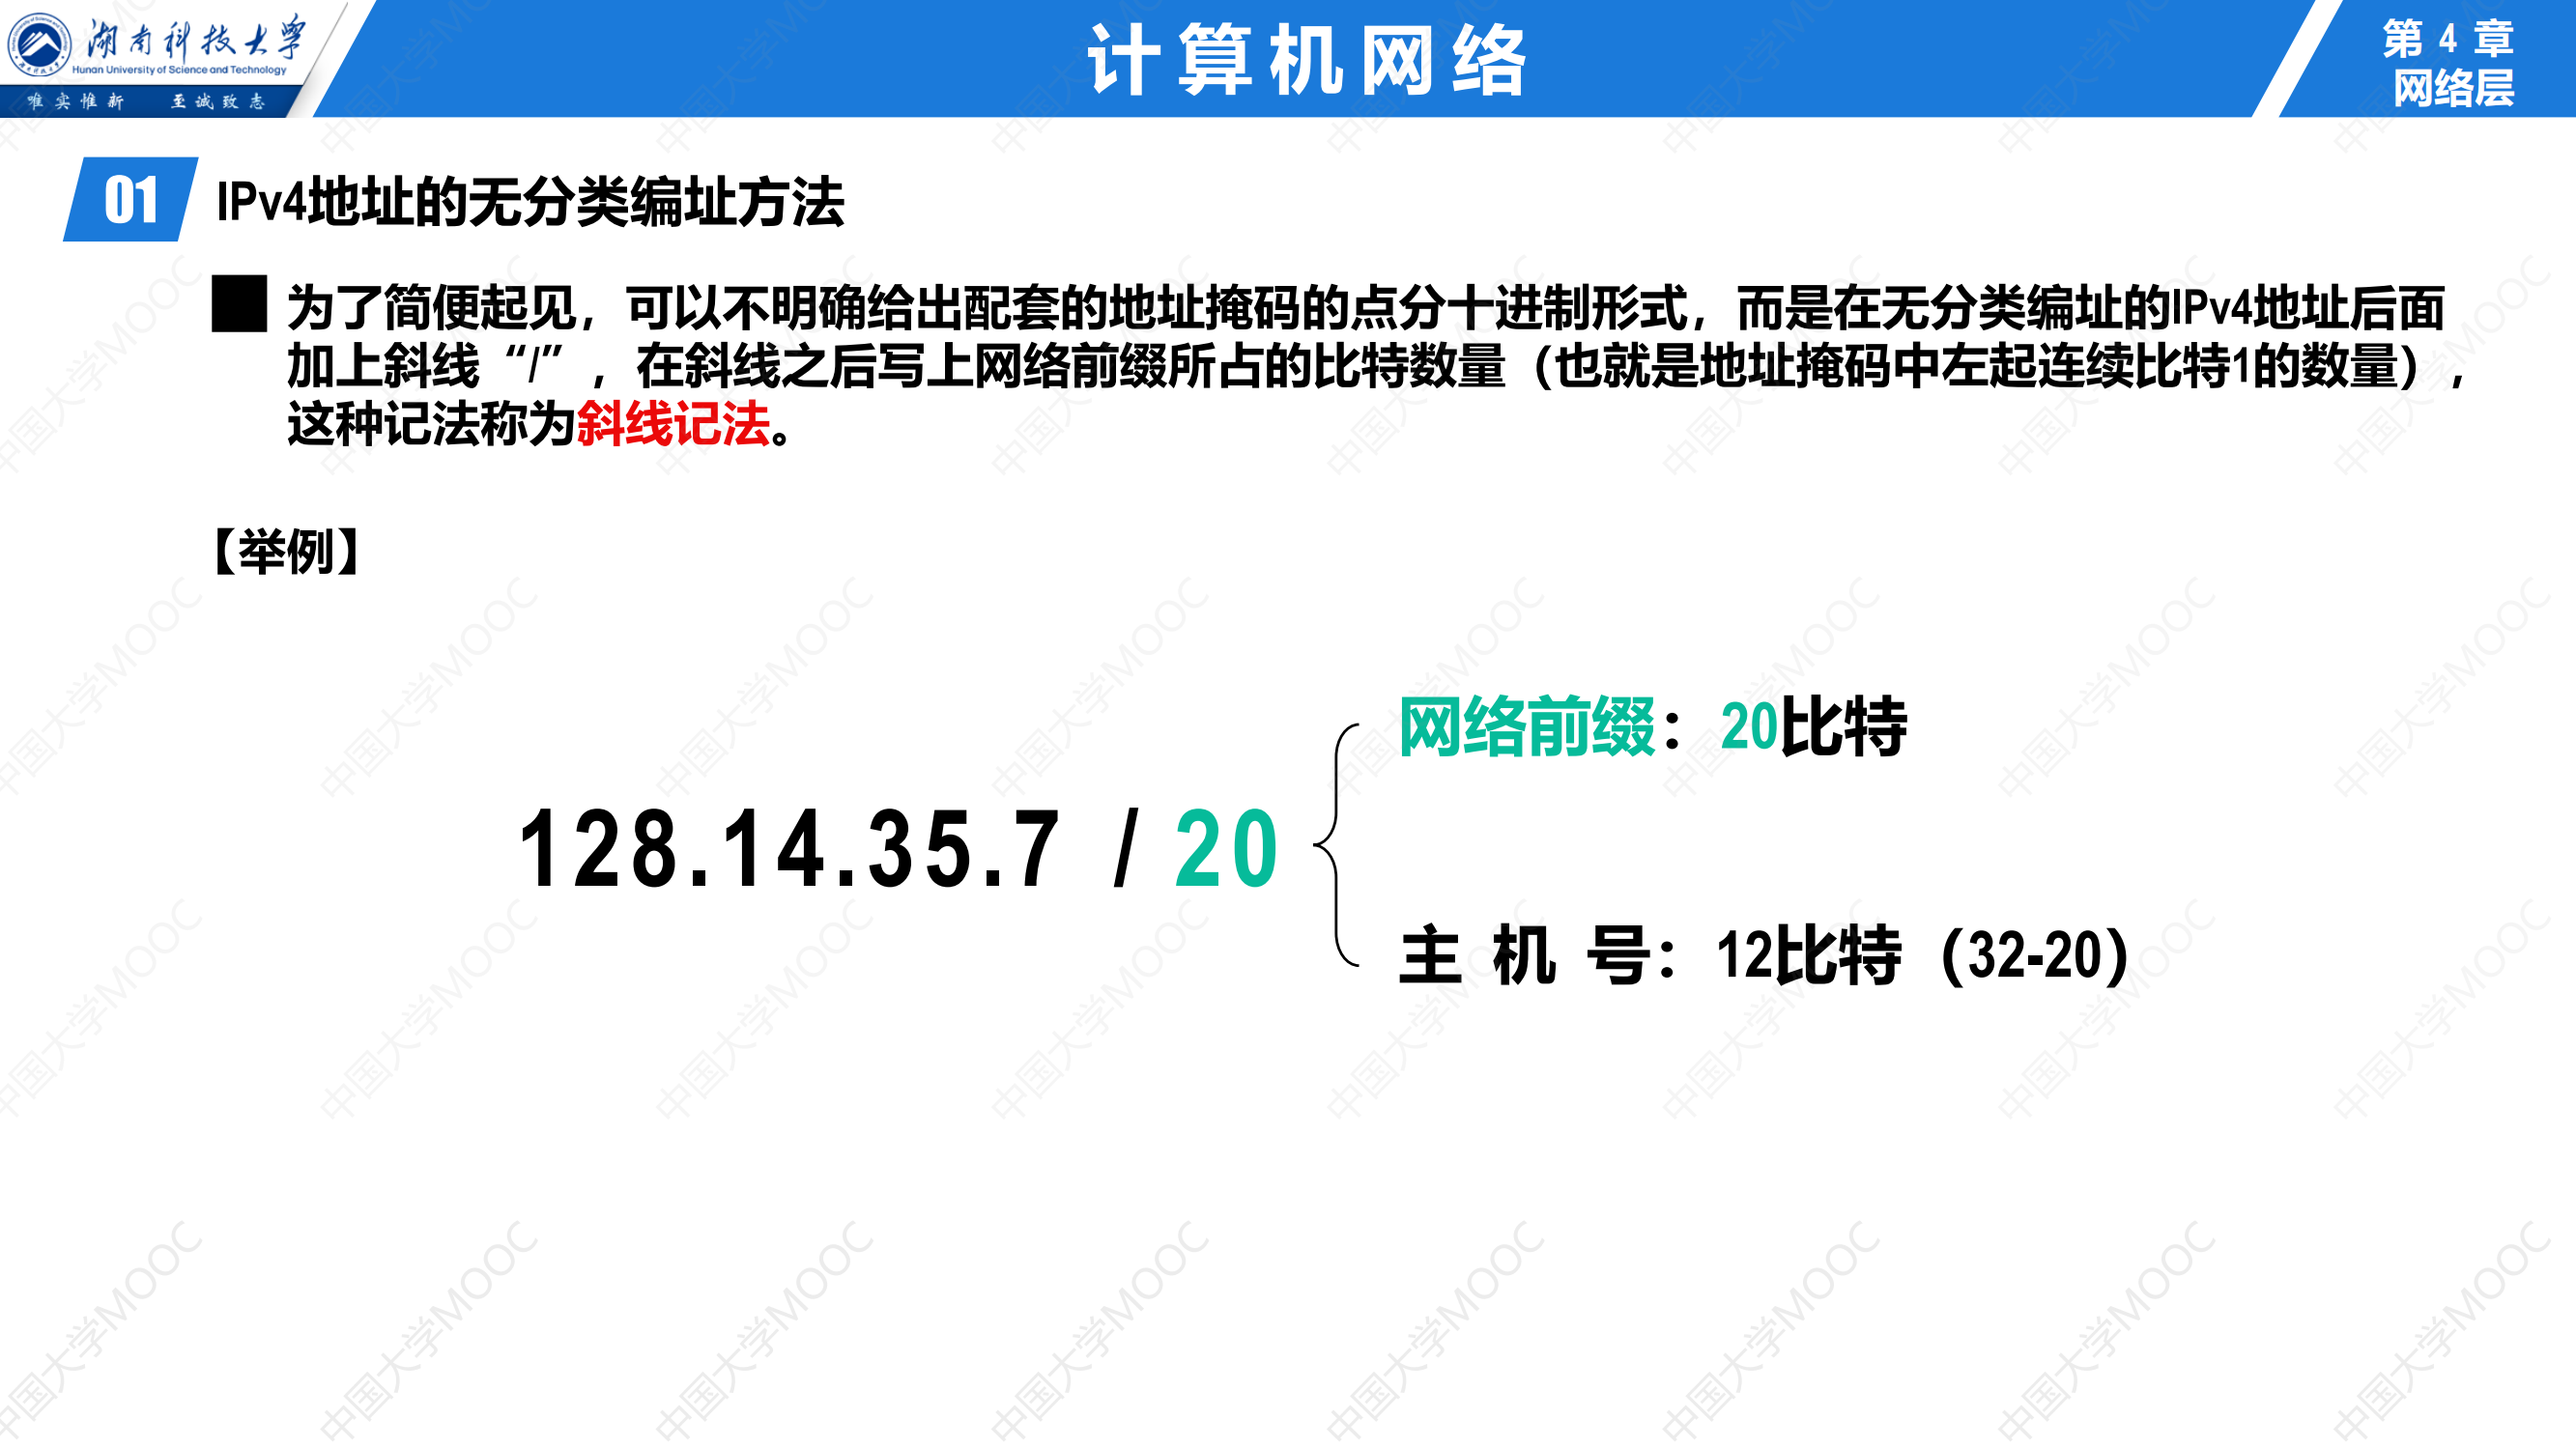 湖南科技大学
Hunan University of Science and Technology
唯实惟新 至诚致志
计算机网络
第 4 章
网络层
01 IPv4地址的无分类编址方法
为了简便起见，可以不明确给出配套的地址掩码的点分十进制形式，而是在无分类编址的IPv4地址后面
加上斜线“/”，在斜线之后写上网络前缀所占的比特数量（也就是地址掩码中左起连续比特1的数量），
这种记法称为斜线记法。
【举例】
网络前缀：20比特
128.14.35.7 / 20
主 机 号：12比特（32-20）
中国大学MOOC